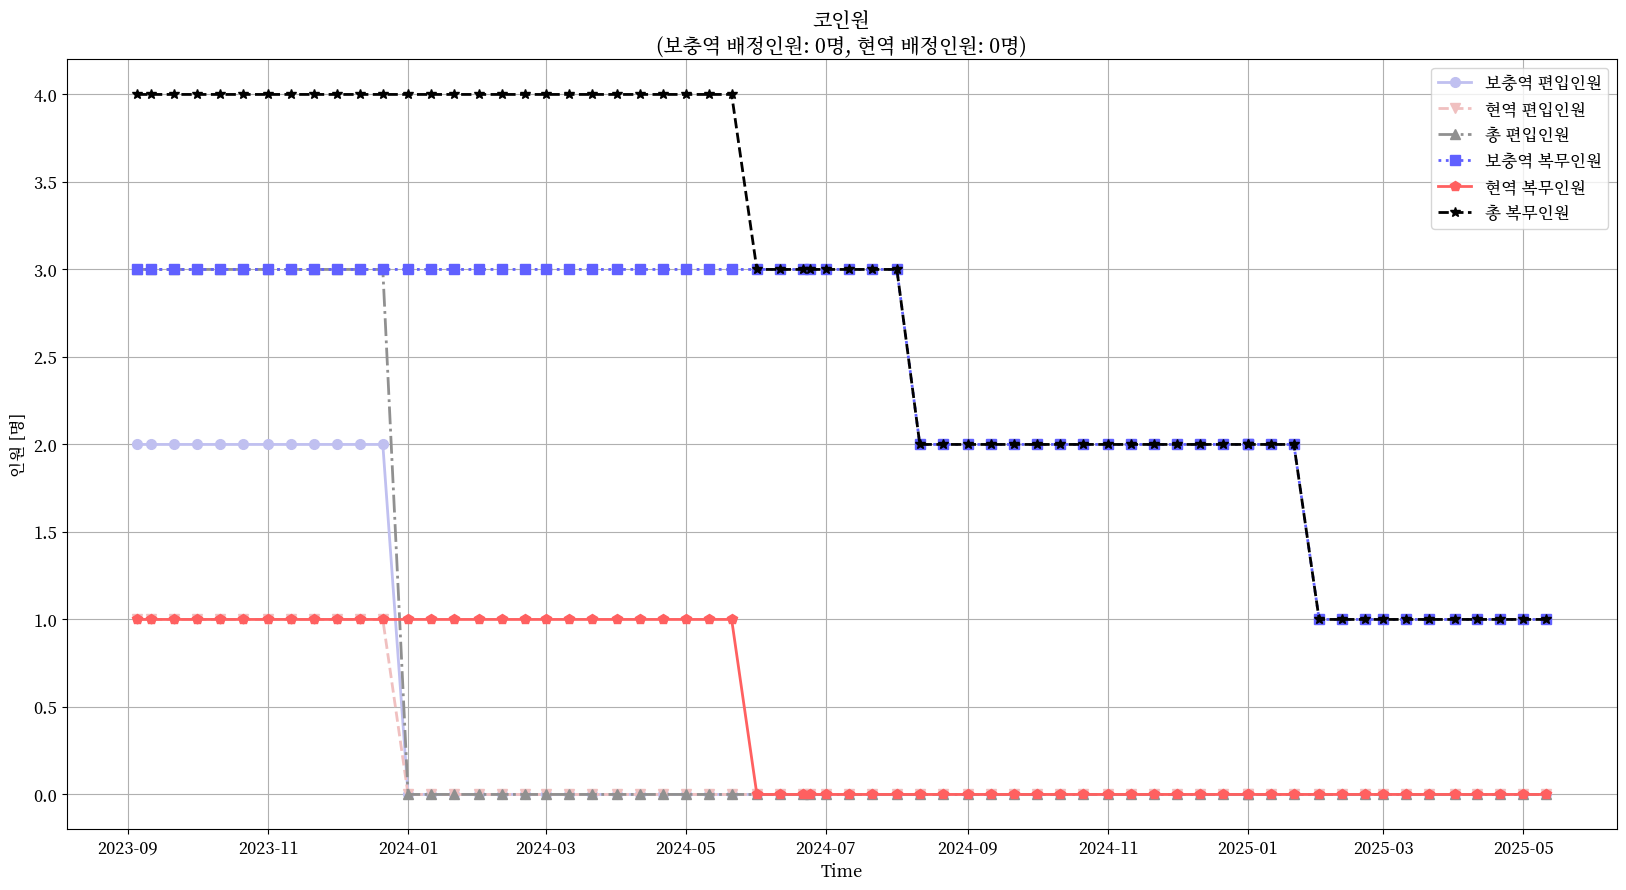 코인원
(보충역 배정인원: 0명, 현역 배정인원: 0명)
보충역 편입인원
현역 편입인원
총 편입인원
보충역 복무인원
현역 복무인원
총 복무인원
인원 [명]
4.0
3.5
3.0
2.5
2.0
1.5
1.0
0.5
0.0
2023-09
2023-11
2024-01
2024-03
2024-05
2024-07
2024-09
2024-11
2025-01
2025-03
2025-05
Time